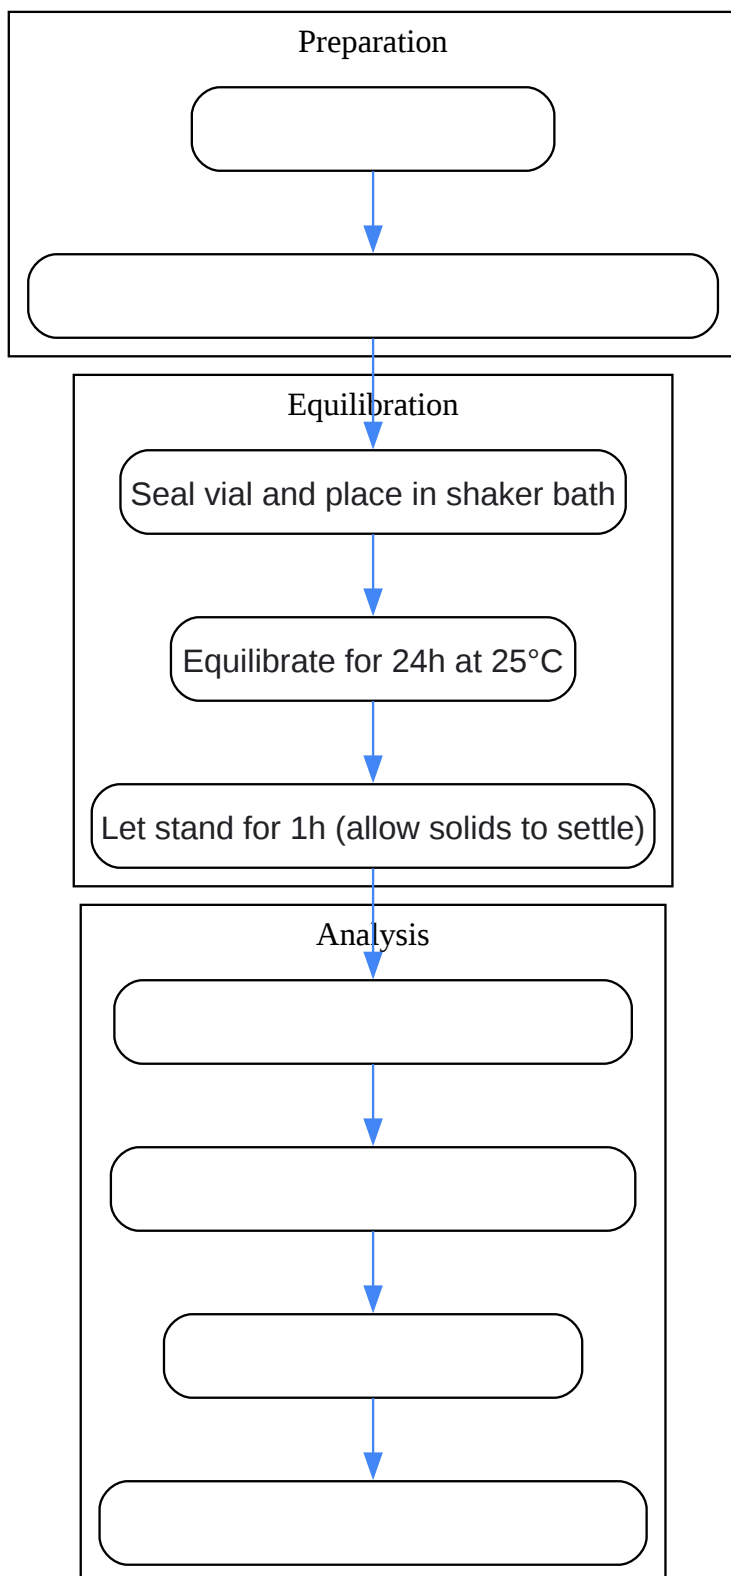 Preparation
Equilibration
Seal vial and place in shaker bath
Equilibrate for 24h at 25°C
Let stand for 1h (allow solids to settle)
Analysis